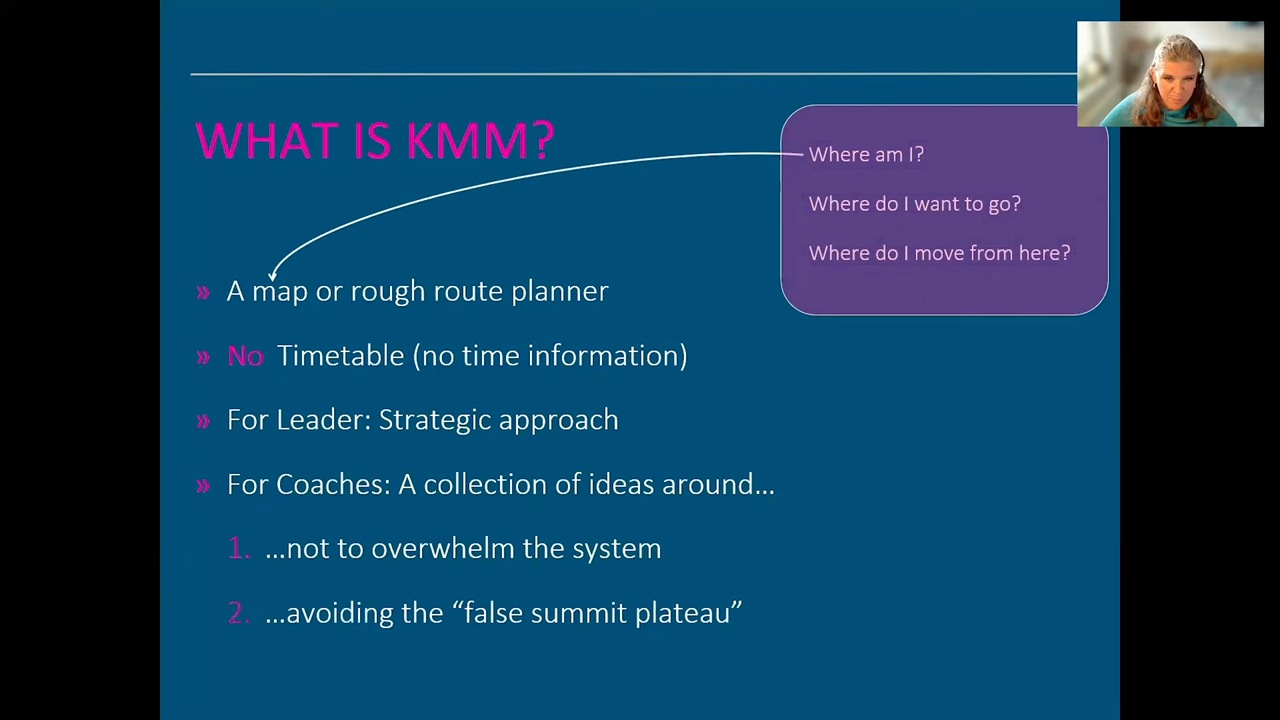 WHAT IS KMM?
Where am I?
Where do I want to go?
Where do I move from here?
» A map or rough route planner
» No Timetable (no time information)
» For Leader: Strategic approach
» For Coaches: A collection of ideas around…
1. …not to overwhelm the system
2. …avoiding the “false summit plateau”